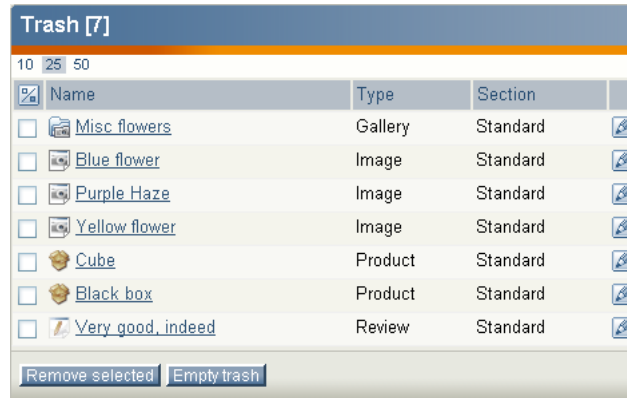 Trash [7]
10 25 50
Name Type Section
Misc flowers Gallery Standard
Blue flower Image Standard
Purple Haze Image Standard
Yellow flower Image Standard
Cube Product Standard
Black box Product Standard
Very good, indeed Review Standard
Remove selected Empty trash